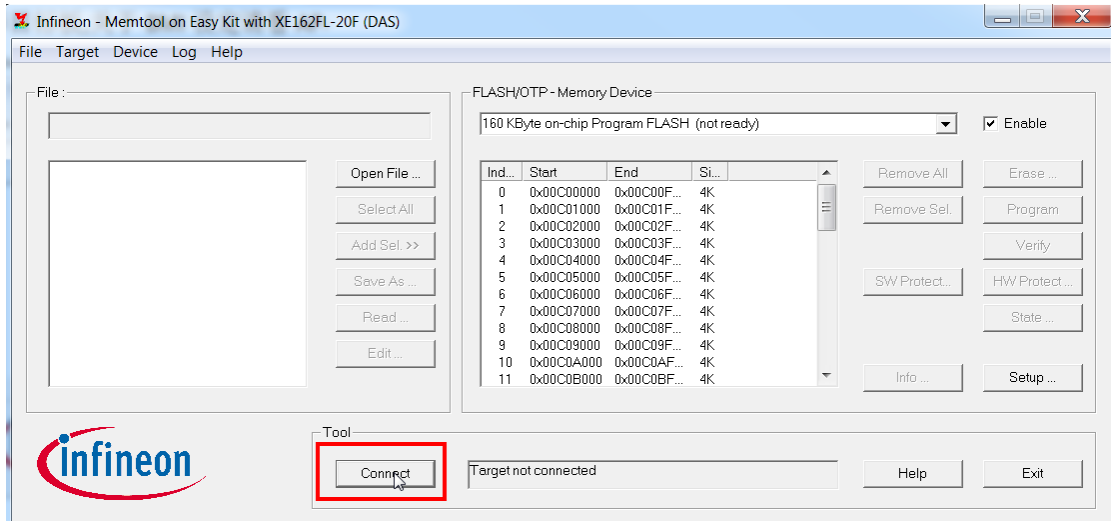 Infineon - Memtool on Easy Kit with XE162FL-20F (DAS)
File Target Device Log Help
File :
Open File ...
Select All
Add Sel. >>
Save As ...
Read ...
Edit ...
FLASH/OTP - Memory Device
160 KByte on-chip Program FLASH (not ready)
Enable
Ind... Start End Si...
0 0x00C00000 0x00C00F... 4K
1 0x00C01000 0x00C01F... 4K
2 0x00C02000 0x00C02F... 4K
3 0x00C03000 0x00C03F... 4K
4 0x00C04000 0x00C04F... 4K
5 0x00C05000 0x00C05F... 4K
6 0x00C06000 0x00C06F... 4K
7 0x00C07000 0x00C07F... 4K
8 0x00C08000 0x00C08F... 4K
9 0x00C09000 0x00C09F... 4K
10 0x00C0A000 0x00C0AF... 4K
11 0x00C0B000 0x00C0BF... 4K
Remove All Erase ...
Remove Sel. Program
Verify
SW Protect... HW Protect ...
State ...
Info ... Setup ...
infineon
Tool
Connect
Target not connected
Help
Exit